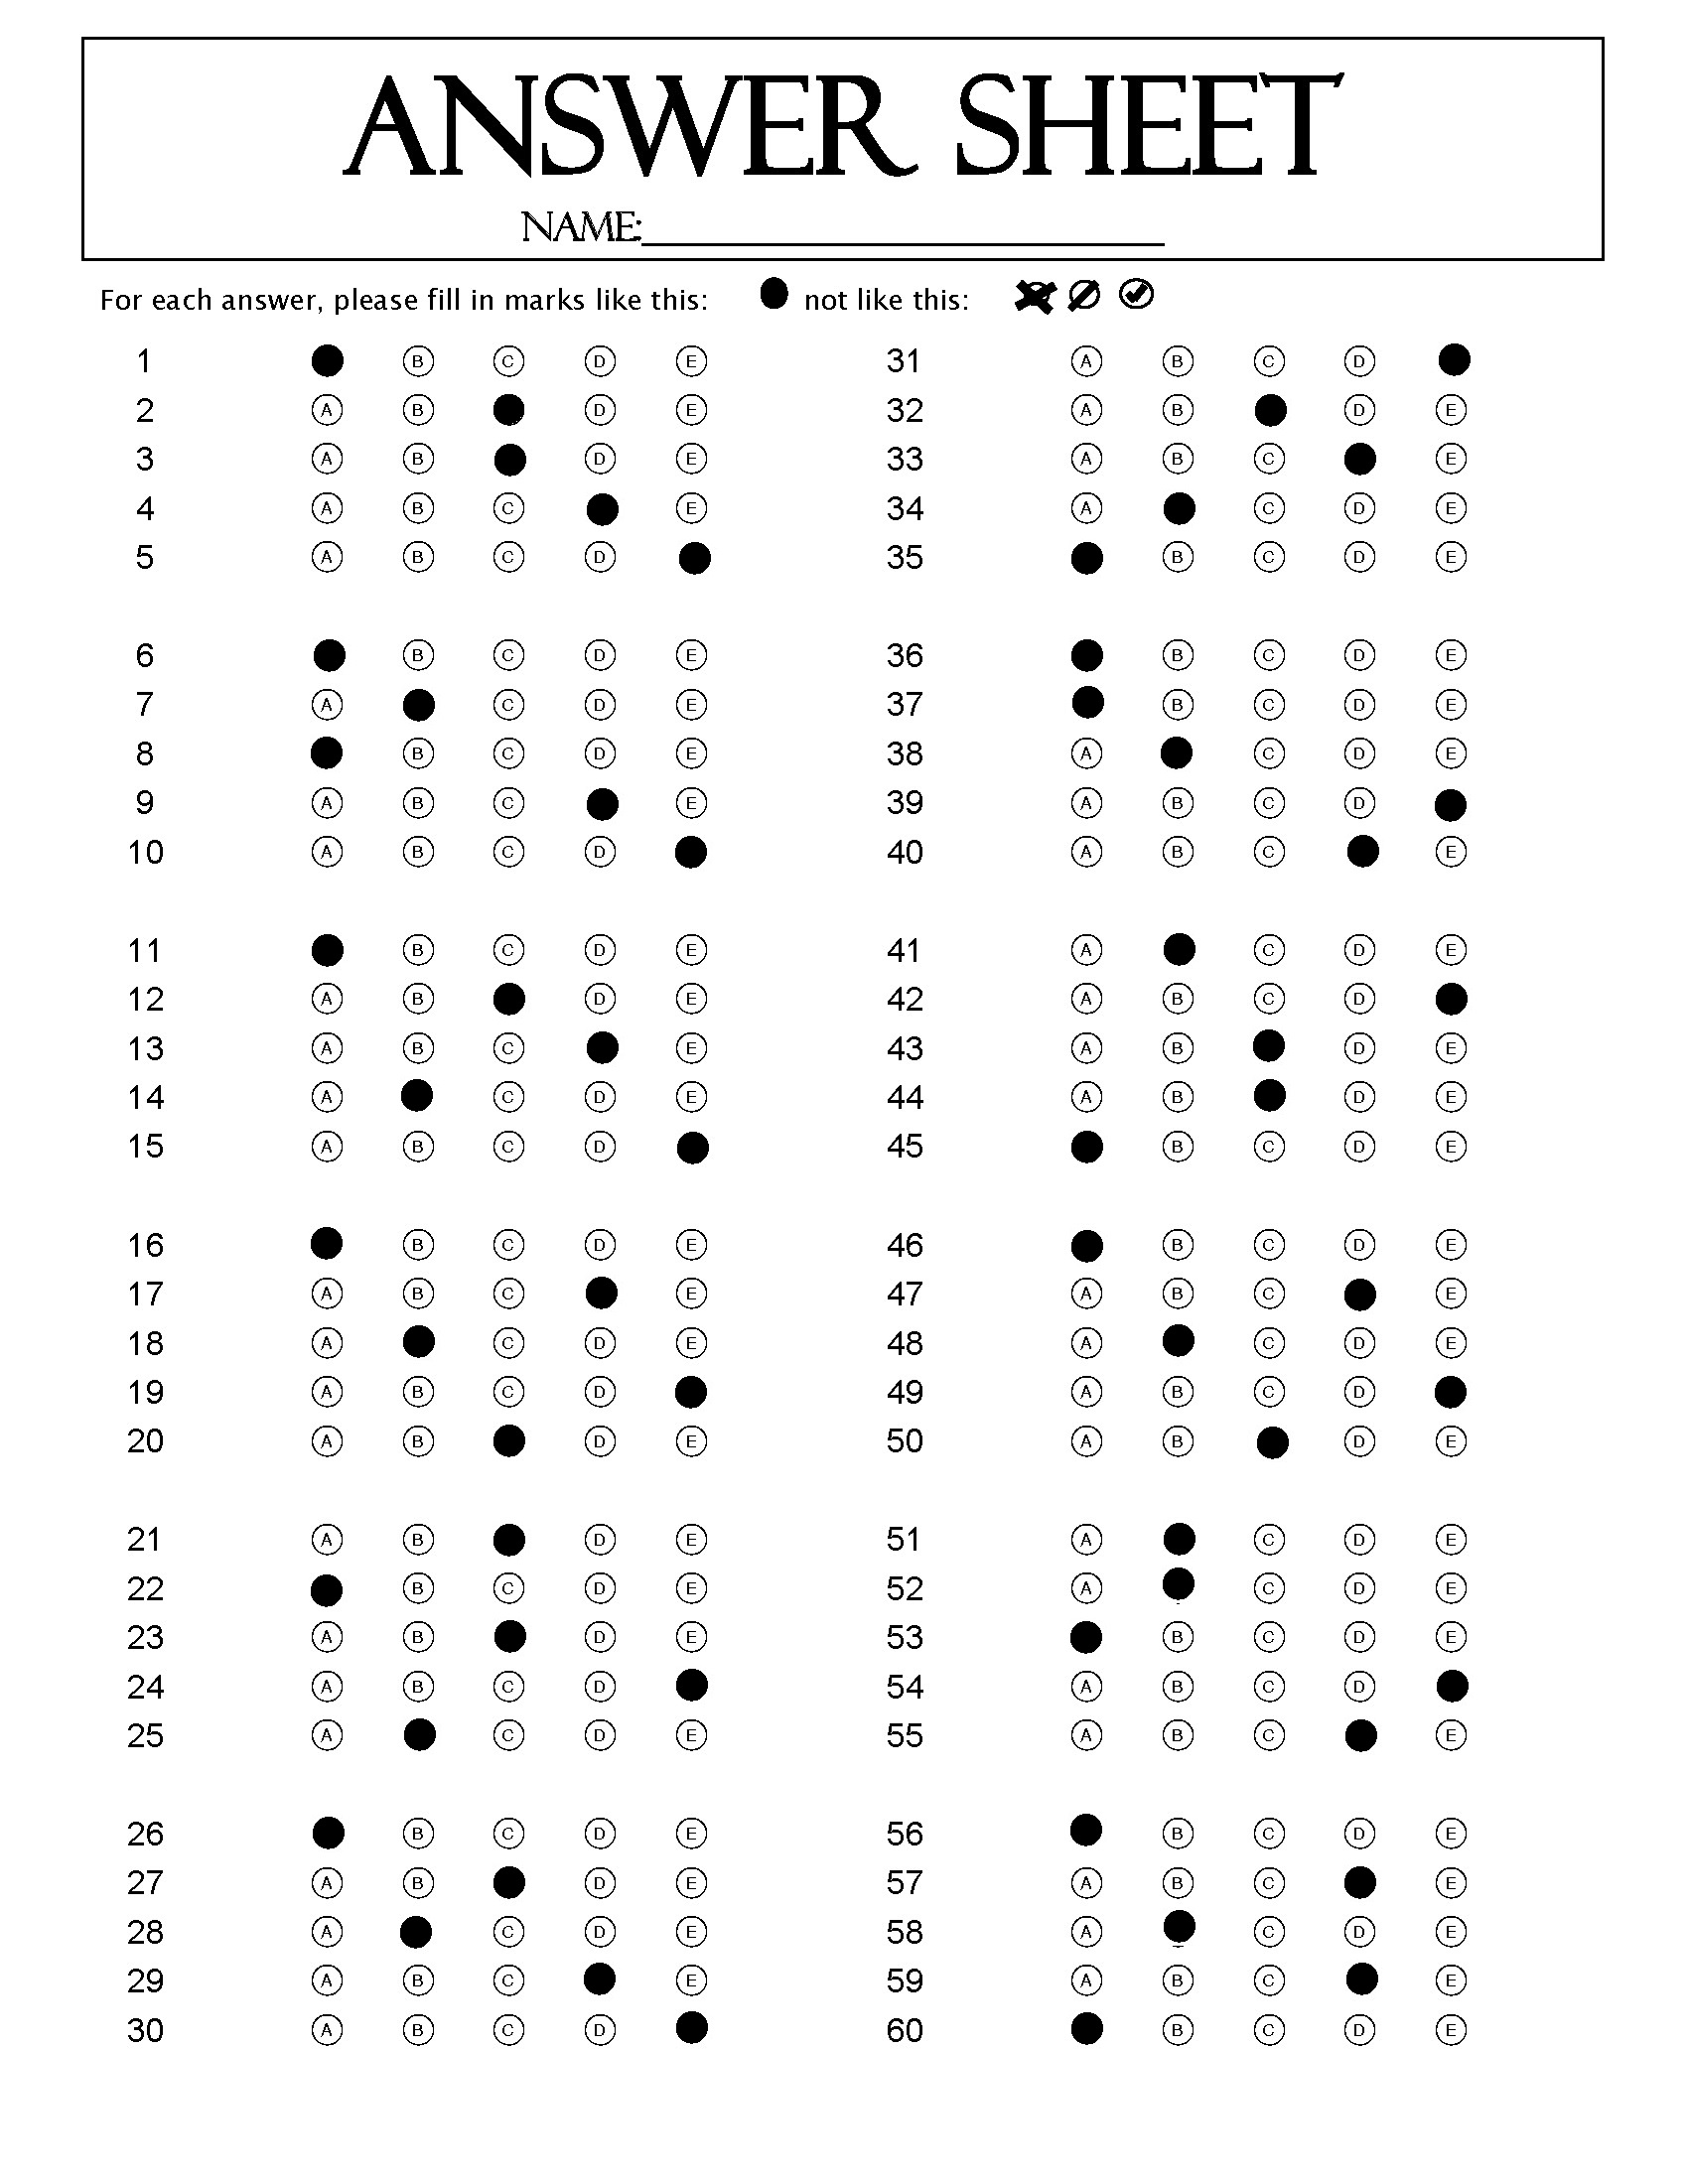 ANSWER SHEET
NAME:
For each answer, please fill in marks like this: not like this:
1 B C D E 31 A B C D
2 A B D E 32 A B D E
3 A B D E 33 A B C E
4 A B C E 34 A C D E
5 A B C D 35 B C D E
6 B C D E 36 B C D E
7 A C D E 37 B C D E
8 B C D E 38 A C D E
9 A B C E 39 A B C D
10 A B C D 40 A B C E
11 B C D E 41 A C D E
12 A B D E 42 A B C D
13 A B C E 43 A B D E
14 A C D E 44 A B D E
15 A B C D 45 B C D E
16 B C D E 46 B C D E
17 A B C E 47 A B C E
18 A C D E 48 A C D E
19 A B C D 49 A B C D
20 A B D E 50 A B D E
21 A B D E 51 A C D E
22 B C D E 52 A C D E
23 A B D E 53 B C D E
24 A B C D 54 A B C D
25 A C D E 55 A B C E
26 B C D E 56 B C D E
27 A B D E 57 A B C E
28 A C D E 58 A C D E
29 A B C E 59 A B C E
30 A B C D 60 B C D E